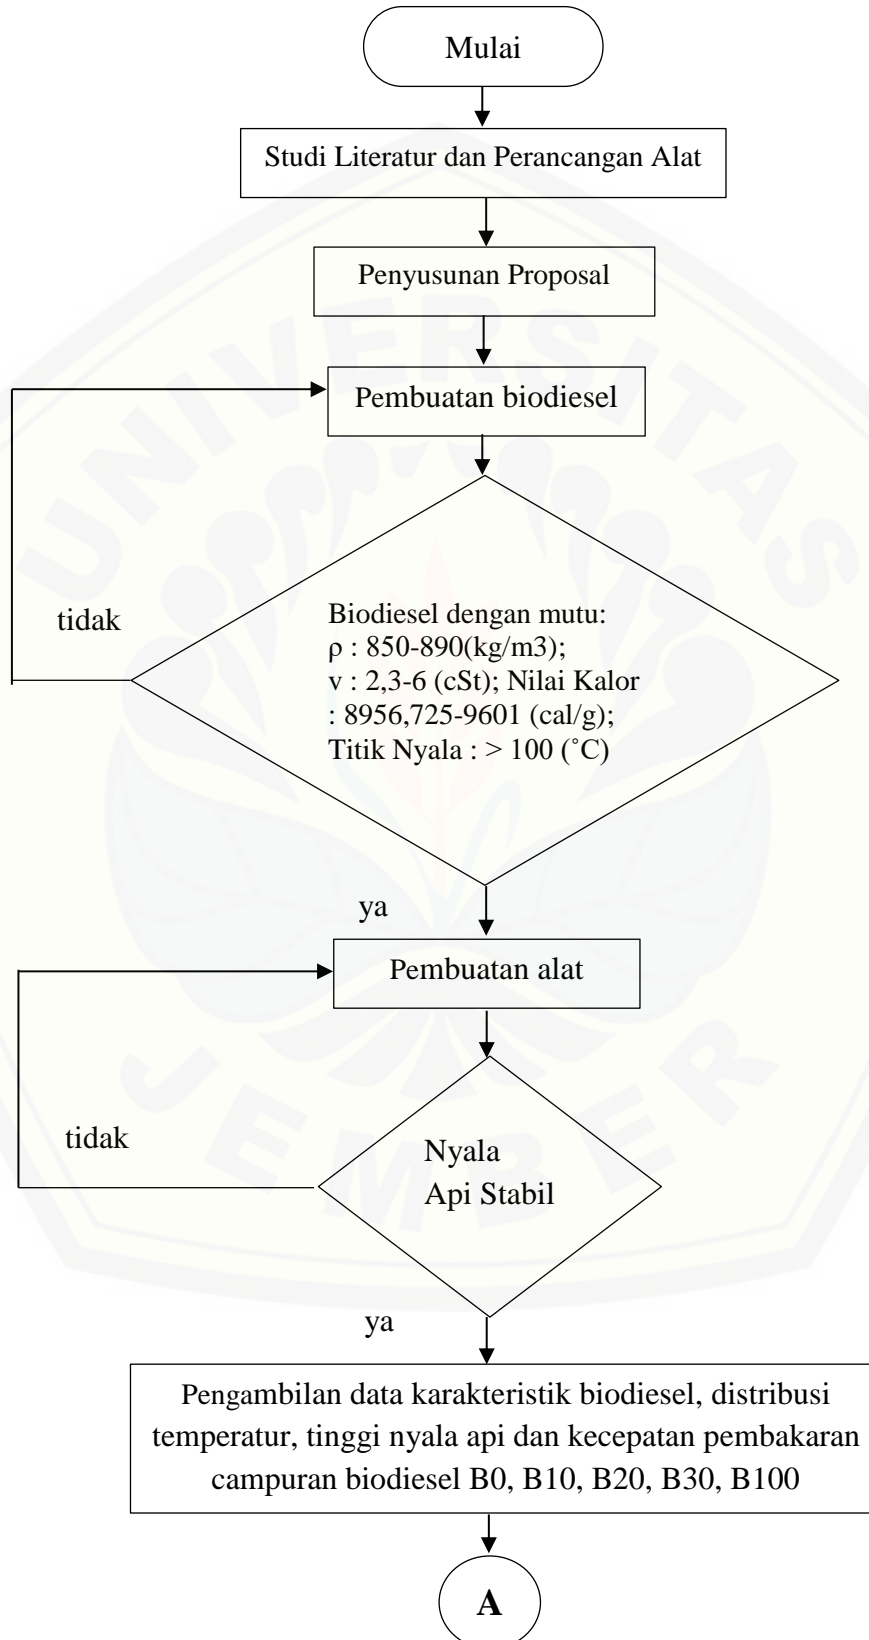 Mulai
Studi Literatur dan Perancangan Alat
Penyusunan Proposal
Pembuatan biodiesel
tidak
Biodiesel dengan mutu:
ρ : 850-890(kg/m3);
v : 2,3-6 (cSt); Nilai Kalor
: 8956,725-9601 (cal/g);
Titik Nyala : > 100 (˚C)
ya
Pembuatan alat
tidak
Nyala
Api Stabil
ya
Pengambilan data karakteristik biodiesel, distribusi
temperatur, tinggi nyala api dan kecepatan pembakaran
campuran biodiesel B0, B10, B20, B30, B100
A
UNIVERSITAS
JEMBER